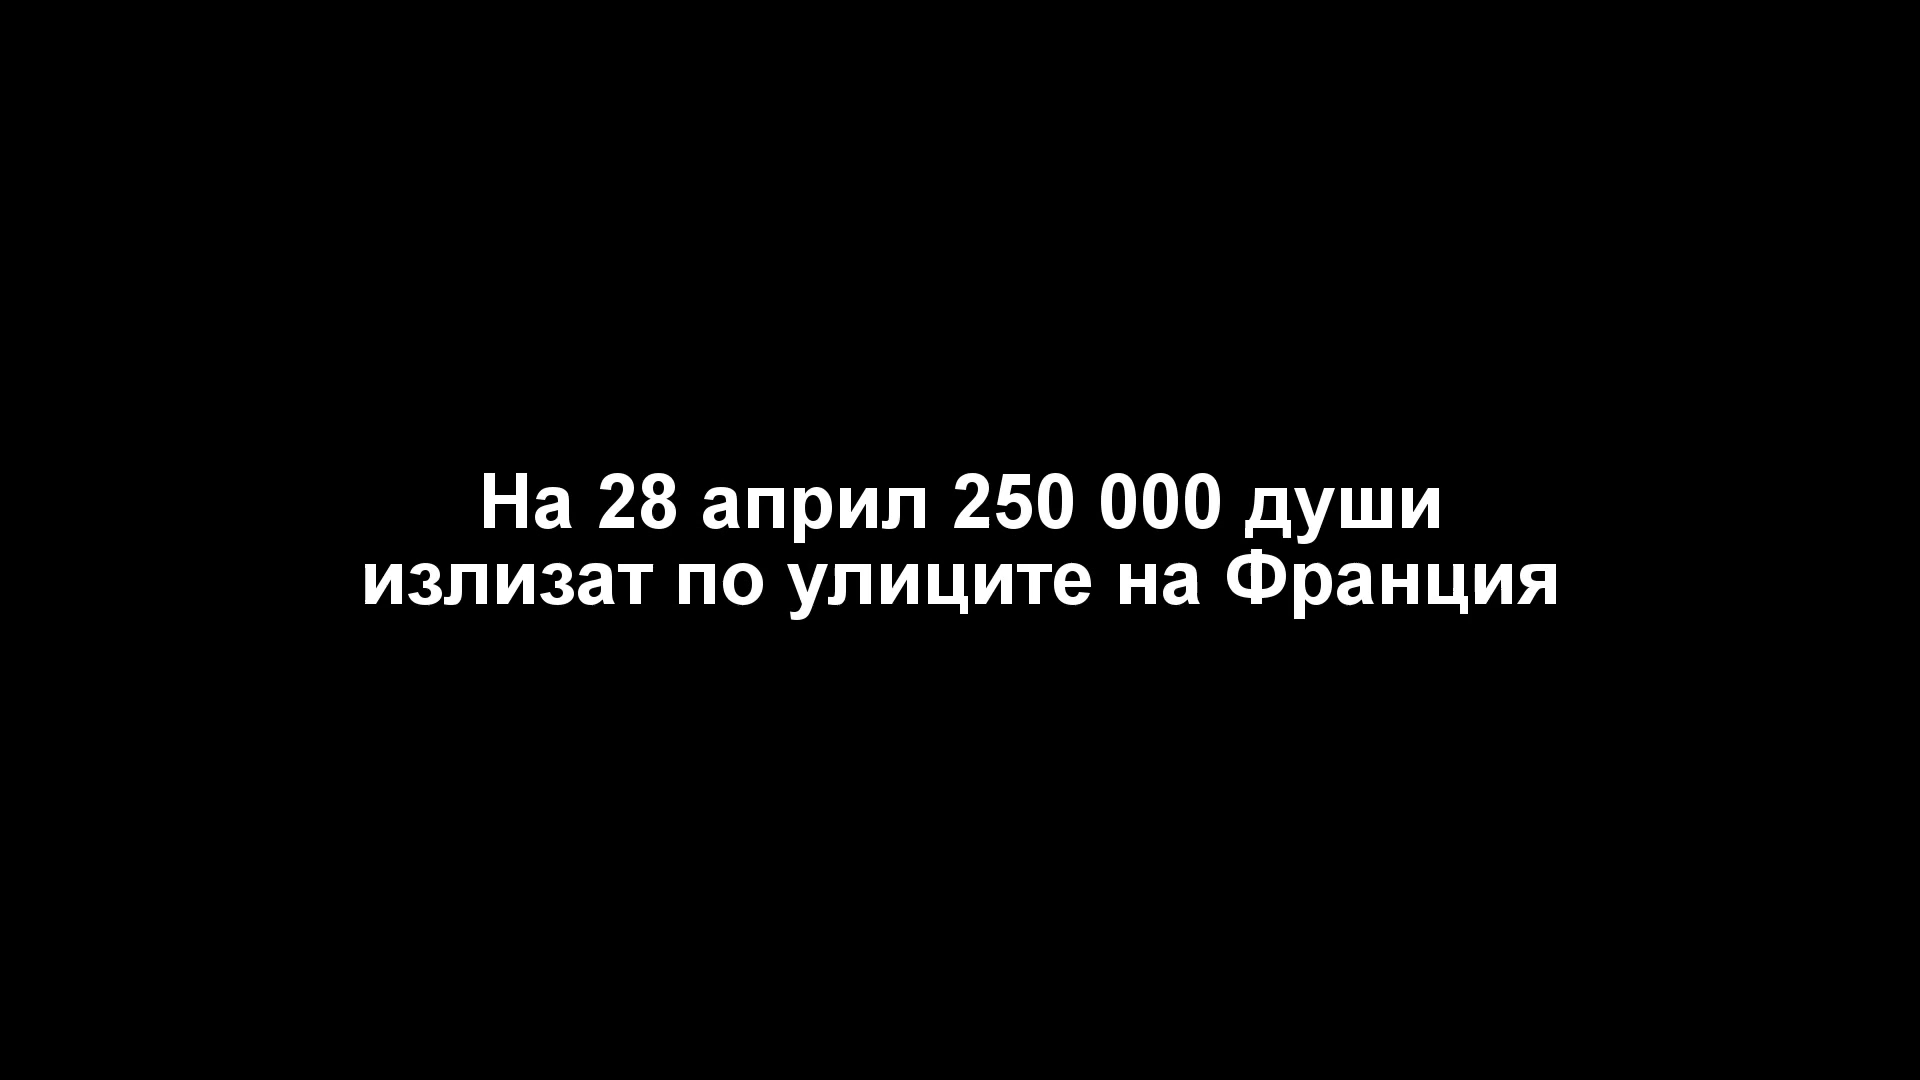 На 28 април 250 000 души
излизат по улиците на Франция